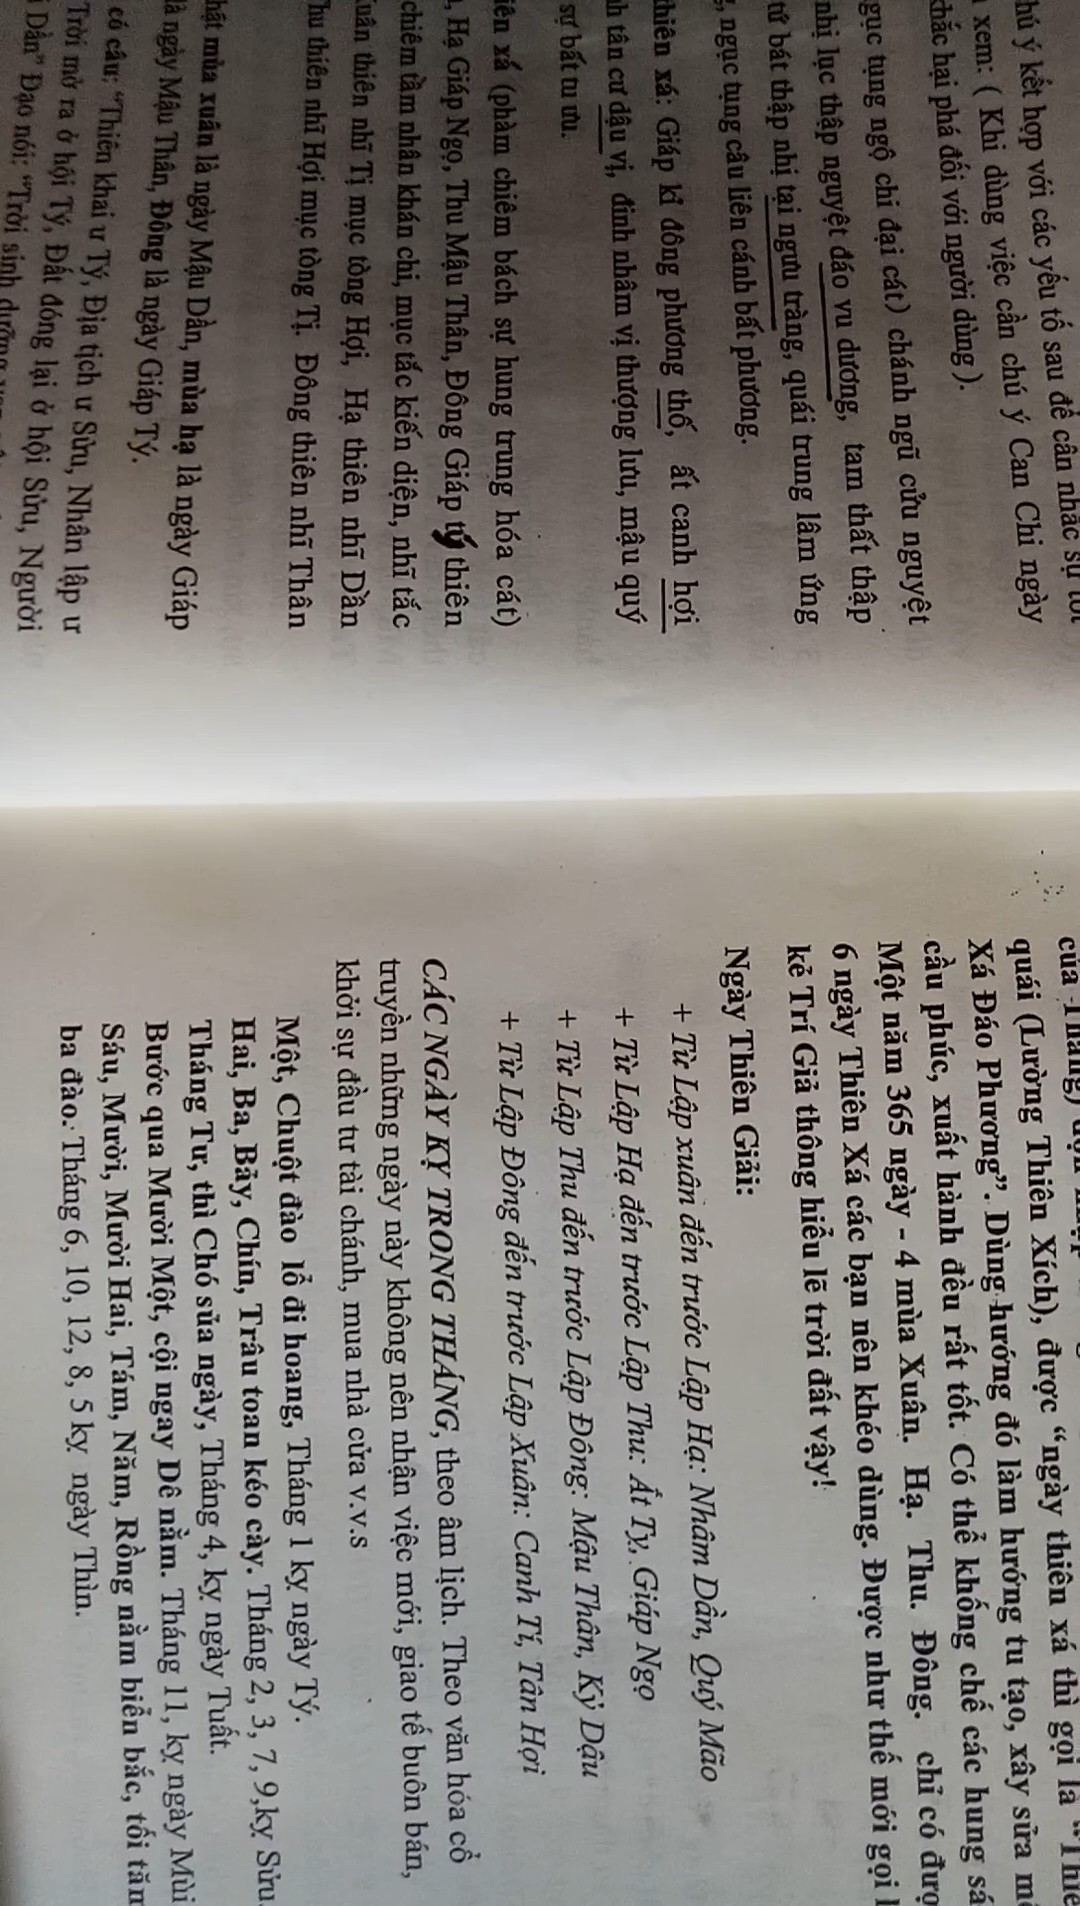 hú ý kết hợp với các yếu tố sau để cân nhắc sự tốt
xem: ( Khi dùng việc cần chú ý Can Chi ngày
khắc hại phá đối với người dùng ).
gục tụng ngộ chi đại cát) chánh ngũ cửu nguyệt
nhị lục thập nguyệt đáo vu dương, tam thất thập
tứ bát thập nhị tại ngưu tràng, quái trung lâm ứng
, ngục tụng câu liên cánh bất phương.
thiên xá: Giáp kỉ đông phương thố, ất canh hợi
h tân cư dậu vị, đinh nhâm vị thượng lưu, mậu quý
sự bất tu ưu.
iên xá (phàm chiêm bách sự hung trung hóa cát)
, Hạ Giáp Ngọ, Thu Mậu Thân, Đông Giáp tý thiên
chiêm tầm nhân khán chi, mục tắc kiến diện, nhĩ tắc
Xuân thiên nhĩ Tị mục tòng Hợi, Hạ thiên nhĩ Dần
Thu thiên nhĩ Hợi mục tòng Tị. Đông thiên nhĩ Thân
hật mùa xuân là ngày Mậu Dần, mùa hạ là ngày Giáp
là ngày Mậu Thân, Đông là ngày Giáp Tý.
có câu: “Thiên khai ư Tý, Địa tịch ư Sửu, Nhân lập ư
Trời mở ra ở hội Tý, Đất đóng lại ở hội Sửu, Người
i Dần” Đạo nói: “Trời sinh dưỡng
của Tháng) “ngày thiên xá thì gọi là “Thiê
quái (Lường Thiên Xích), được
Xá Đáo Phương”. Dùng hướng đó làm hướng tu tạo, xây sửa
cầu phúc, xuất hành đều rất tốt. Có thể khống chế các hung sá
Một năm 365 ngày - 4 mùa Xuân. Hạ. Thu. Đông. chỉ có đượ
6 ngày Thiên Xá các bạn nên khéo dùng. Được như thế mới gọi l
kẻ Trí Giả thông hiểu lẽ trời đất vậy!
Ngày Thiên Giải:
+ Từ Lập xuân đến trước Lập Hạ: Nhâm Dần, Quý Mão
+ Từ Lập Hạ đến trước Lập Thu: Ất Tỵ, Giáp Ngọ
+ Từ Lập Thu đến trước Lập Đông: Mậu Thân, Kỷ Dậu
+ Từ Lập Đông đến trước Lập Xuân: Canh Tí, Tân Hợi
CÁC NGÀY KỴ TRONG THÁNG, theo âm lịch. Theo văn hóa cổ
truyền những ngày này không nên nhận việc mới, giao tế buôn bán,
khởi sự đầu tư tài chánh, mua nhà cửa v.v.s
Một, Chuột đào lổ đi hoang, Tháng 1 kỵ ngày Tý.
Hai, Ba, Bảy, Chín, Trâu toan kéo cày. Tháng 2, 3, 7, 9,kỵ Sửu.
Tháng Tư, thì Chó sủa ngày, Tháng 4, kỵ ngày Tuất.
Bước qua Mười Một, cội ngay Dê nằm. Tháng 11, kỵ ngày Mùi
Sáu, Mười, Mười Hai, Tám, Năm, Rồng nằm biển bắc, tối tăm
ba đào. Tháng 6, 10, 12, 8, 5 kỵ ngày Thìn.